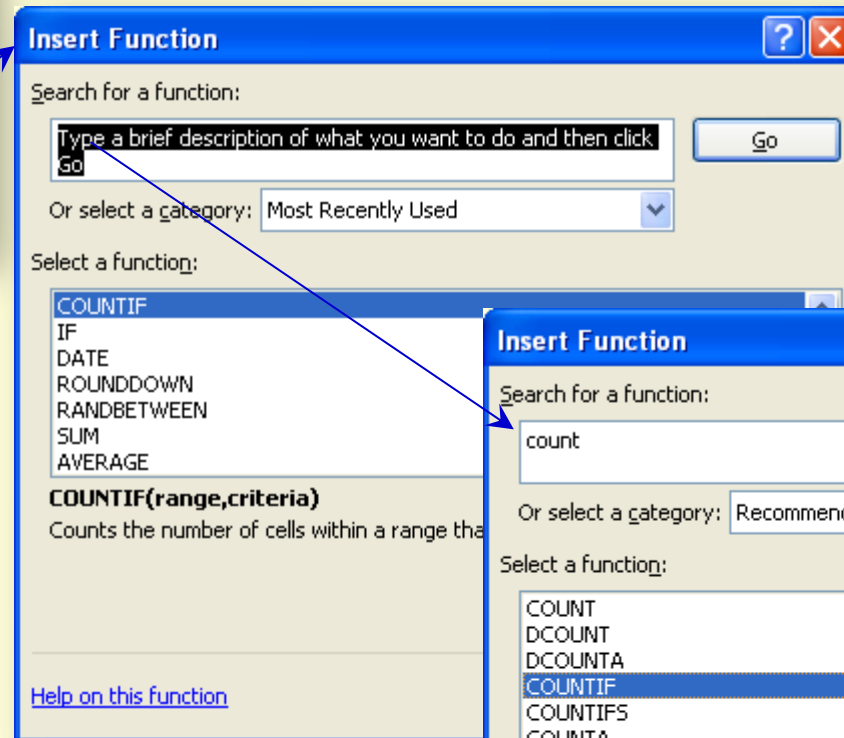 Insert Function
Search for a function:
Type a brief description of what you want to do and then click
Go
Go
Or select a category: Most Recently Used
Select a function:
COUNTIF
IF
DATE
ROUNDDOWN
RANDBETWEEN
SUM
AVERAGE
COUNTIF(range,criteria)
Counts the number of cells within a range
Help on this function
Insert Function
Search for a function:
count
Or select a category:
Select a function:
COUNT
DCOUNT
DCOUNTA
COUNTIF
COUNTIFS
COUNTA